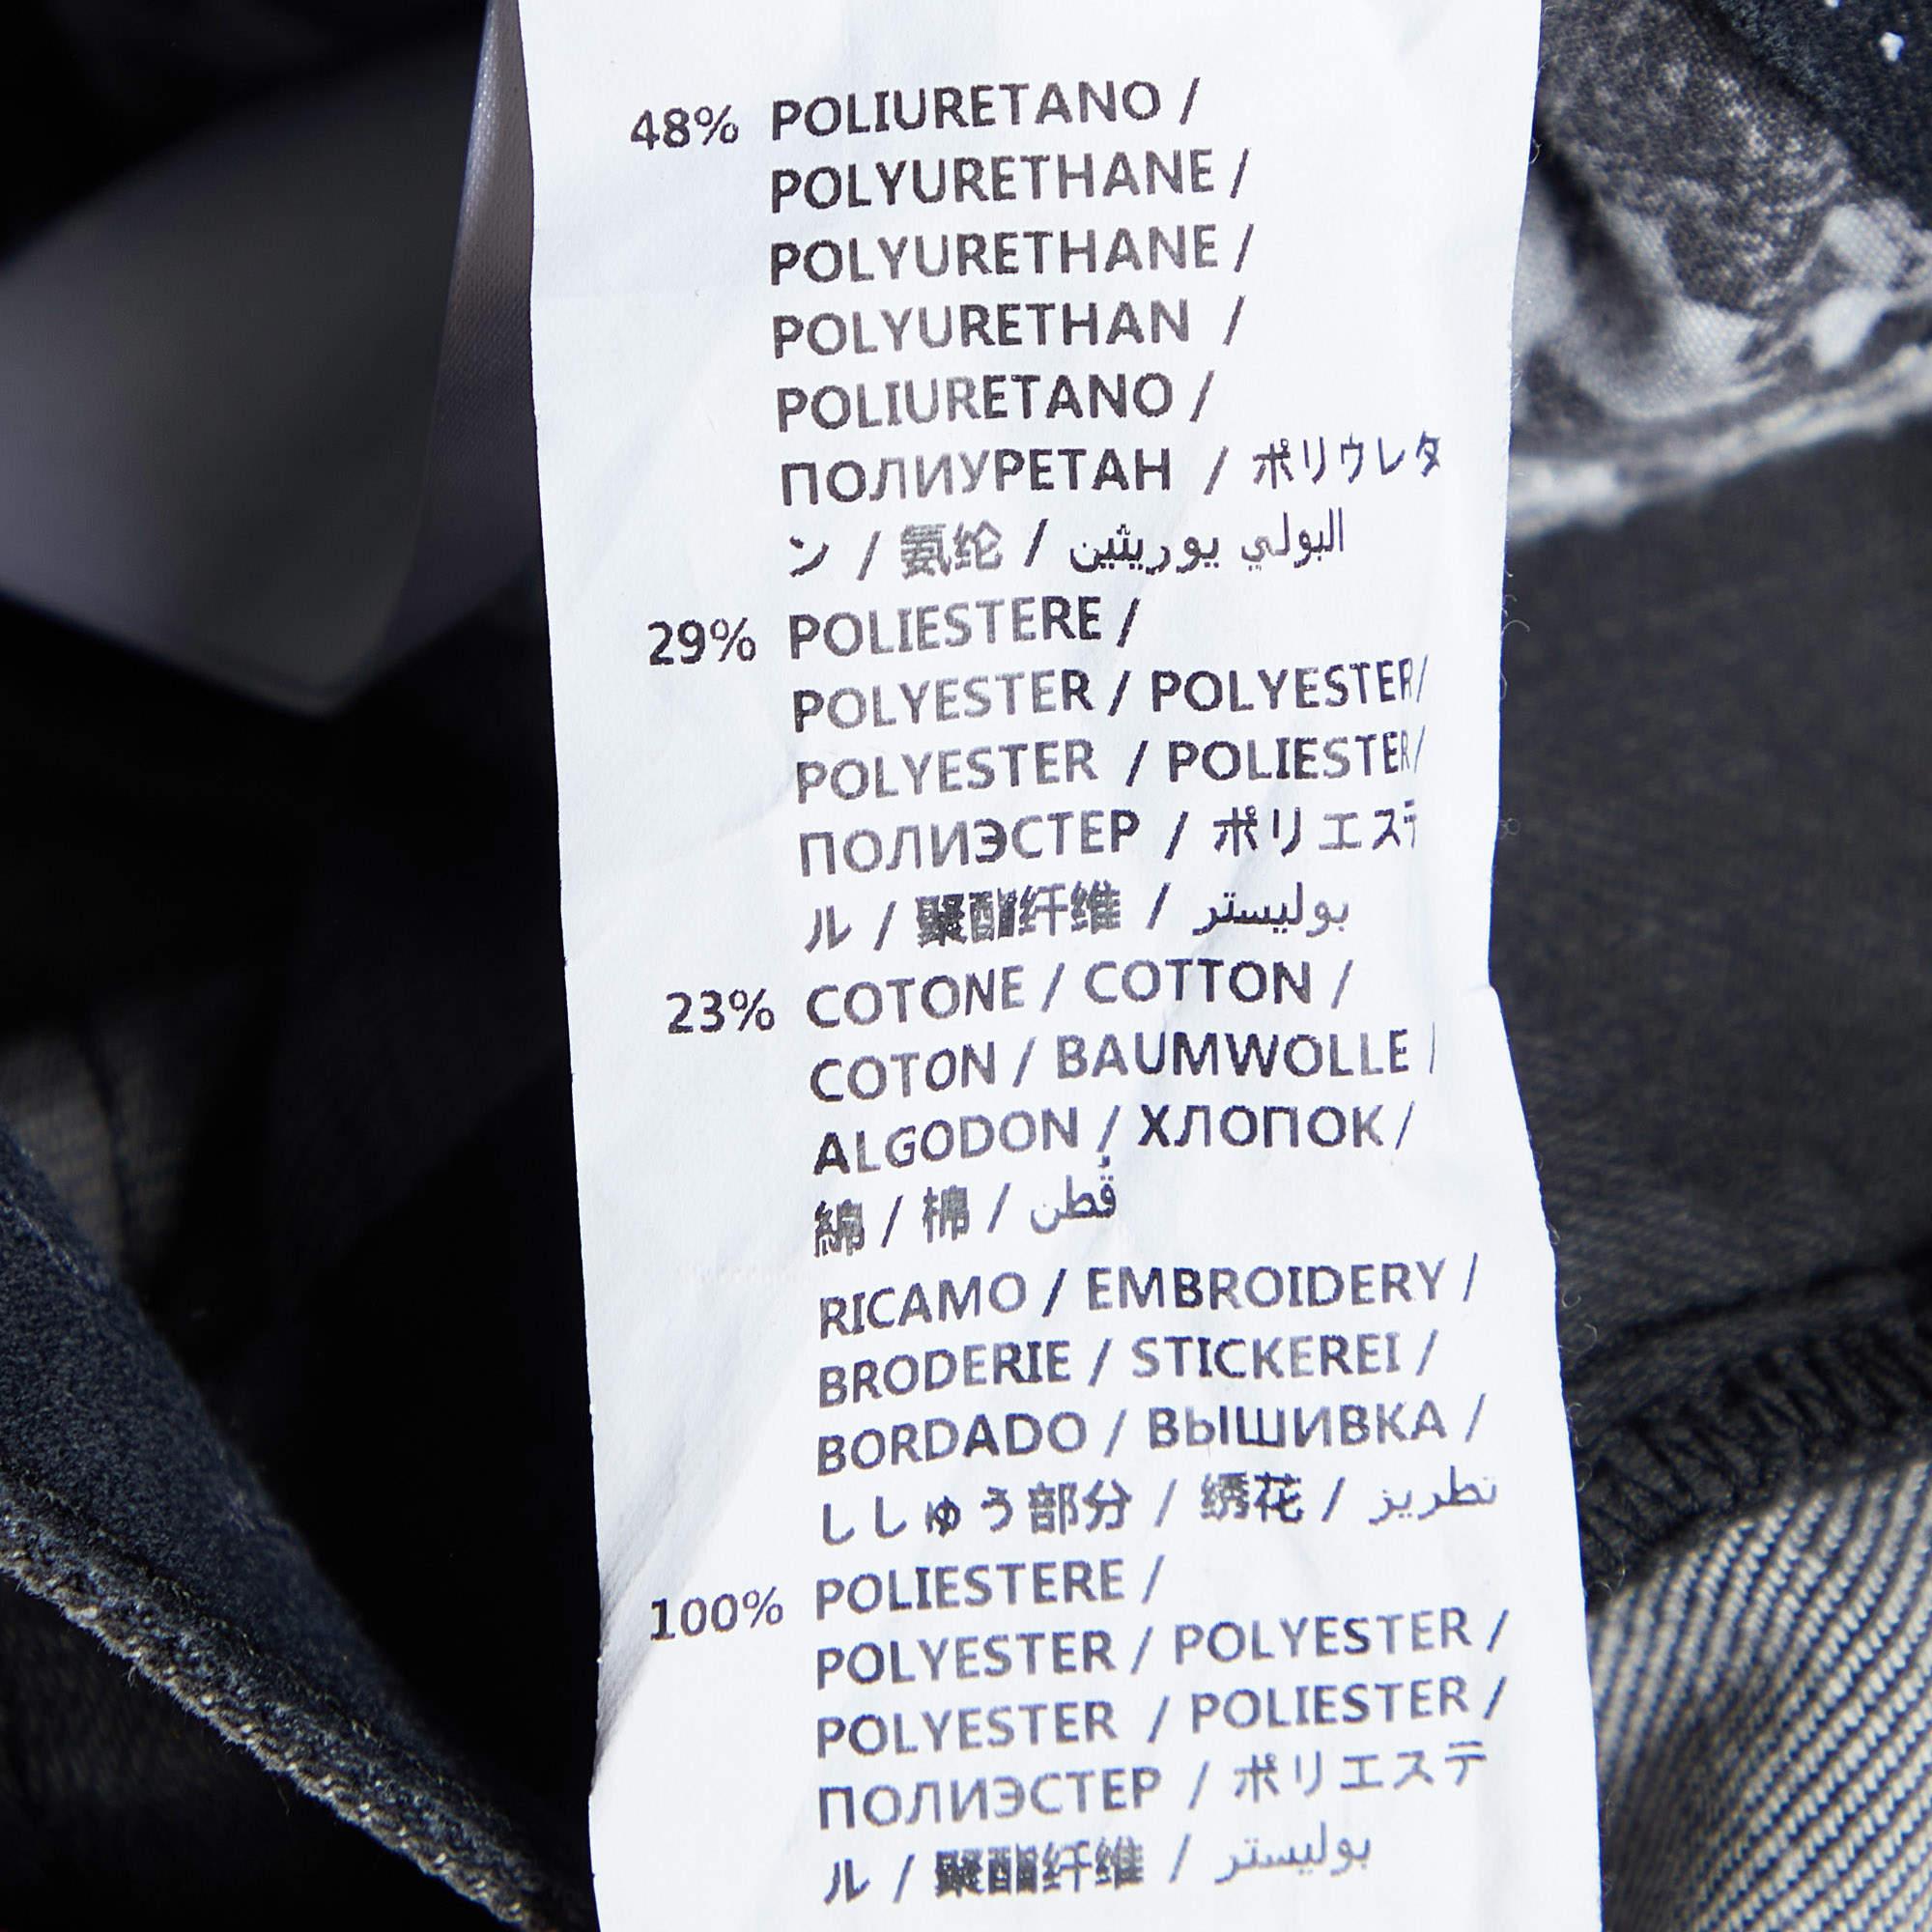 48% POLIURETANO /
POLYURETHANE /
POLYURETHANE /
POLYURETHAN /
POLIURETANO /
ПОЛИУРЕТАН / ポリウレタ
ン / 氨纶 / البولي يوريثين
29% POLIESTERE /
POLYESTER / POLYESTER/
POLYESTER / POLIESTER/
ПОЛИЭСТЕР / ポリエステ
ル / 聚酯纤维 / بوليستر
23% COTONE / COTTON /
COTON / BAUMWOLLE /
ALGODON / ХЛОПОК /
綿 / 棉 / قُطن
RICAMO / EMBROIDERY /
BRODERIE / STICKEREI /
BORDADO / ВЫШИВКА /
ししゅう部分 / 绣花 / تطريز
100% POLIESTERE /
POLYESTER / POLYESTER /
POLYESTER / POLIESTER /
ПОЛИЭСТЕР / ポリエステ
ル / 聚酯纤维 / بوليستر